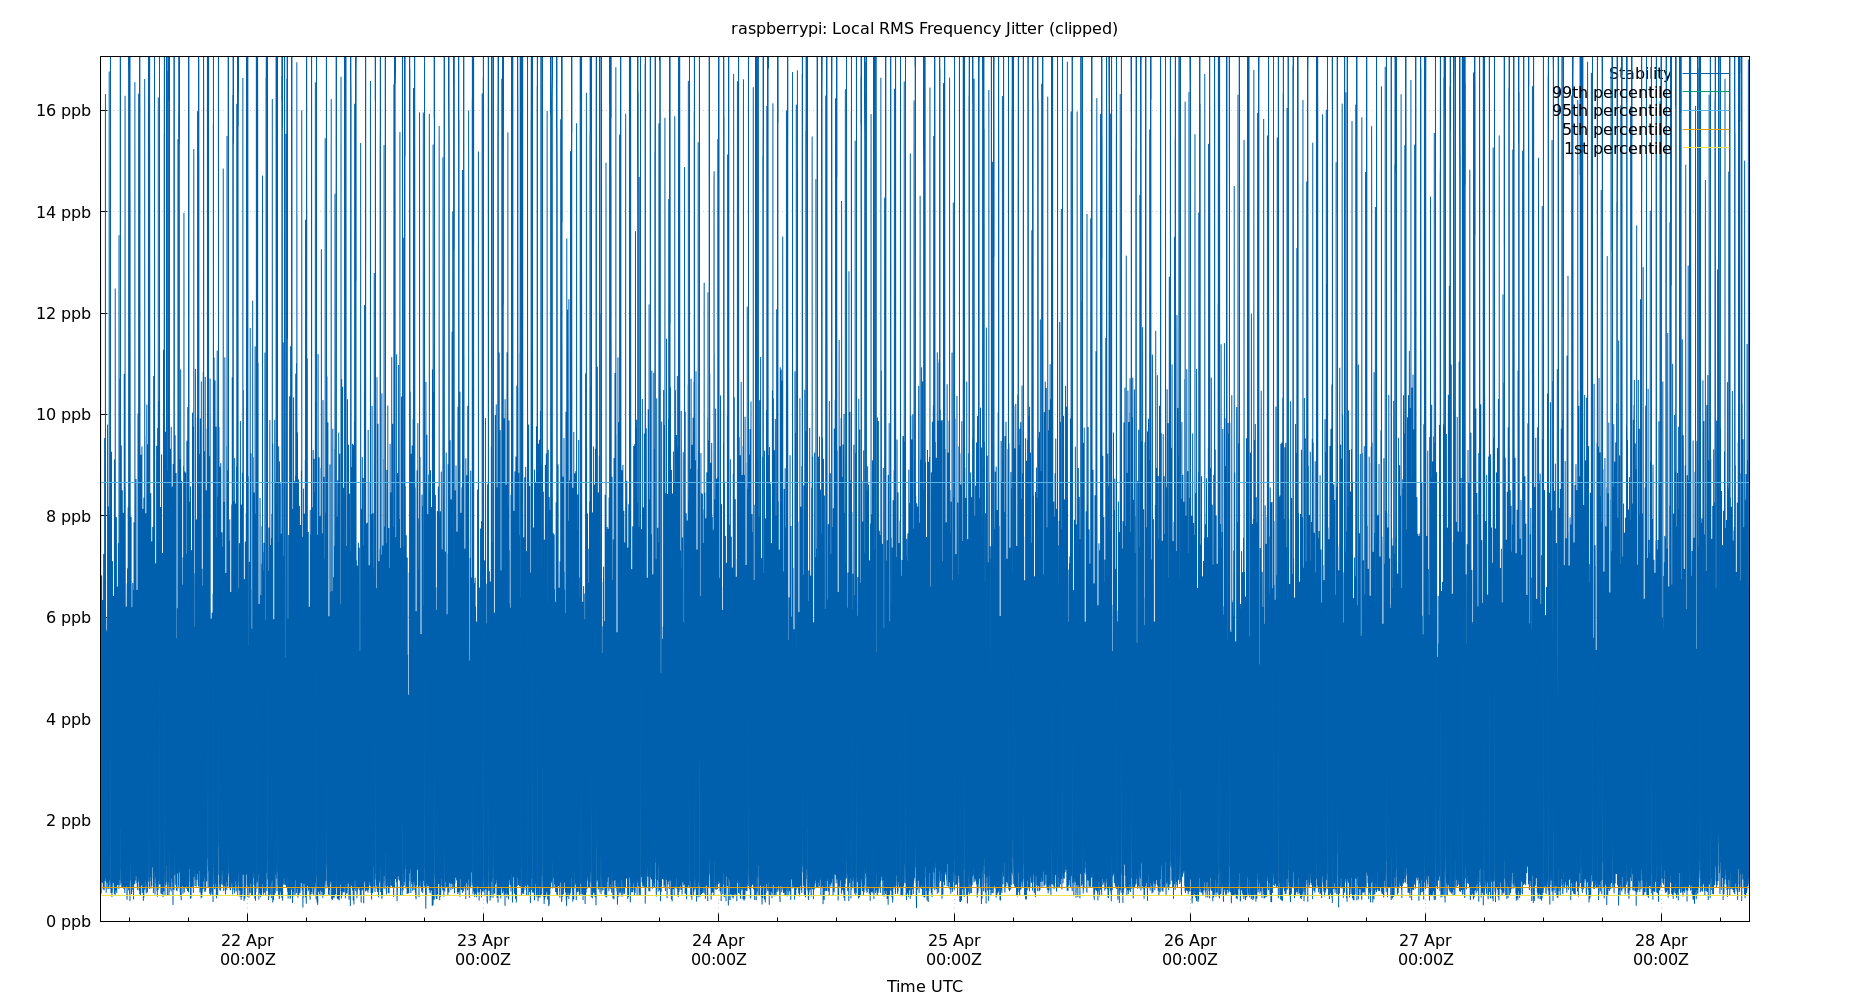 raspberrypi: Local RMS Frequency Jitter (clipped)
Stability
99th percentile
95th percentile
5th percentile
1st percentile
16 ppb
14 ppb
12 ppb
10 ppb
8 ppb
6 ppb
4 ppb
2 ppb
0 ppb
22 Apr 23 Apr 24 Apr 25 Apr 26 Apr 27 Apr 28 Apr
00:00Z 00:00Z 00:00Z 00:00Z 00:00Z 00:00Z 00:00Z
Time UTC